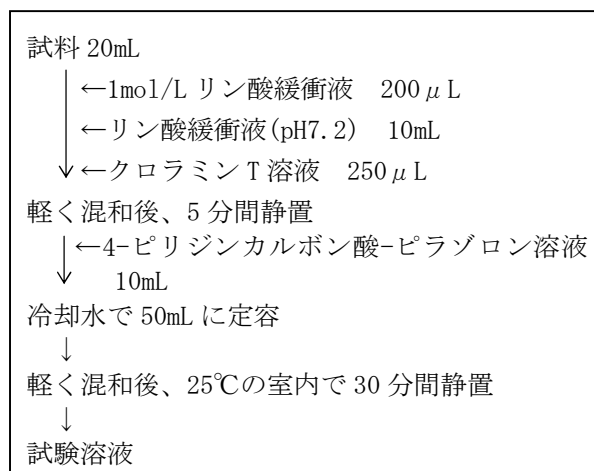 試料 20mL
←1mol/L リン酸緩衝液　200μL
←リン酸緩衝液(pH7.2)　10mL
←クロラミン T 溶液　250μL
軽く混和後、5 分間静置
←4-ピリジンカルボン酸-ピラゾロン溶液
10mL
冷却水で 50mL に定容
↓
軽く混和後、25℃の室内で 30 分間静置
↓
試験溶液